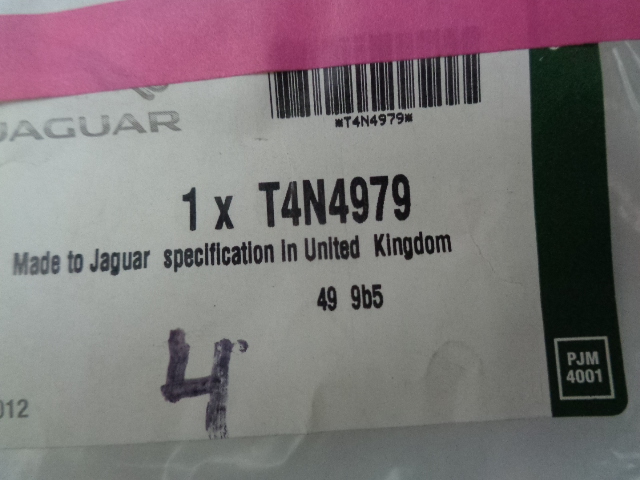 JAGUAR
*T4N4979*
1 x T4N4979
Made to Jaguar specification in United Kingdom
49 9b5
4
PJM
4001
012